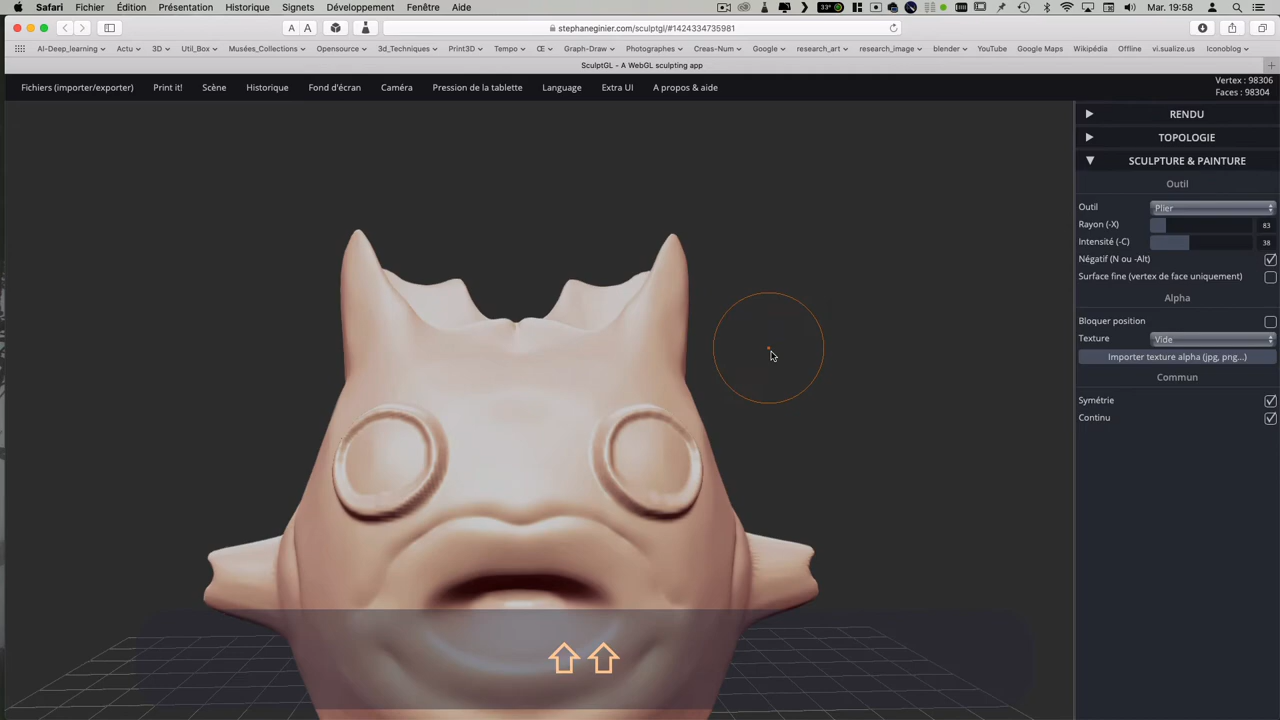 Safari Fichier Édition Présentation Historique Signets Développement Fenêtre Aide 33° Mar. 19:58
A A stephaneginier.com/sculptgl/#1424334735981
AI-Deep_learning Actu 3D Util_Box Musées_Collections Opensource 3d_Techniques Print3D Tempo Œ Graph-Draw Photographes Creas-Num Google research_art research_image blender YouTube Google Maps Wikipédia Offline vi.sualize.us Iconoblog
SculptGL - A WebGL sculpting app
Fichiers (importer/exporter) Print it! Scène Historique Fond d'écran Caméra Pression de la tablette Language Extra UI A propos & aide
Vertex : 98306
Faces : 98304
RENDU
TOPOLOGIE
SCULPTURE & PAINTURE
Outil
Outil Plier
Rayon (-X) 83
Intensité (-C) 38
Négatif (N ou -Alt)
Surface fine (vertex de face uniquement)
Alpha
Bloquer position
Texture Vide
Importer texture alpha (jpg, png...)
Commun
Symétrie
Continu